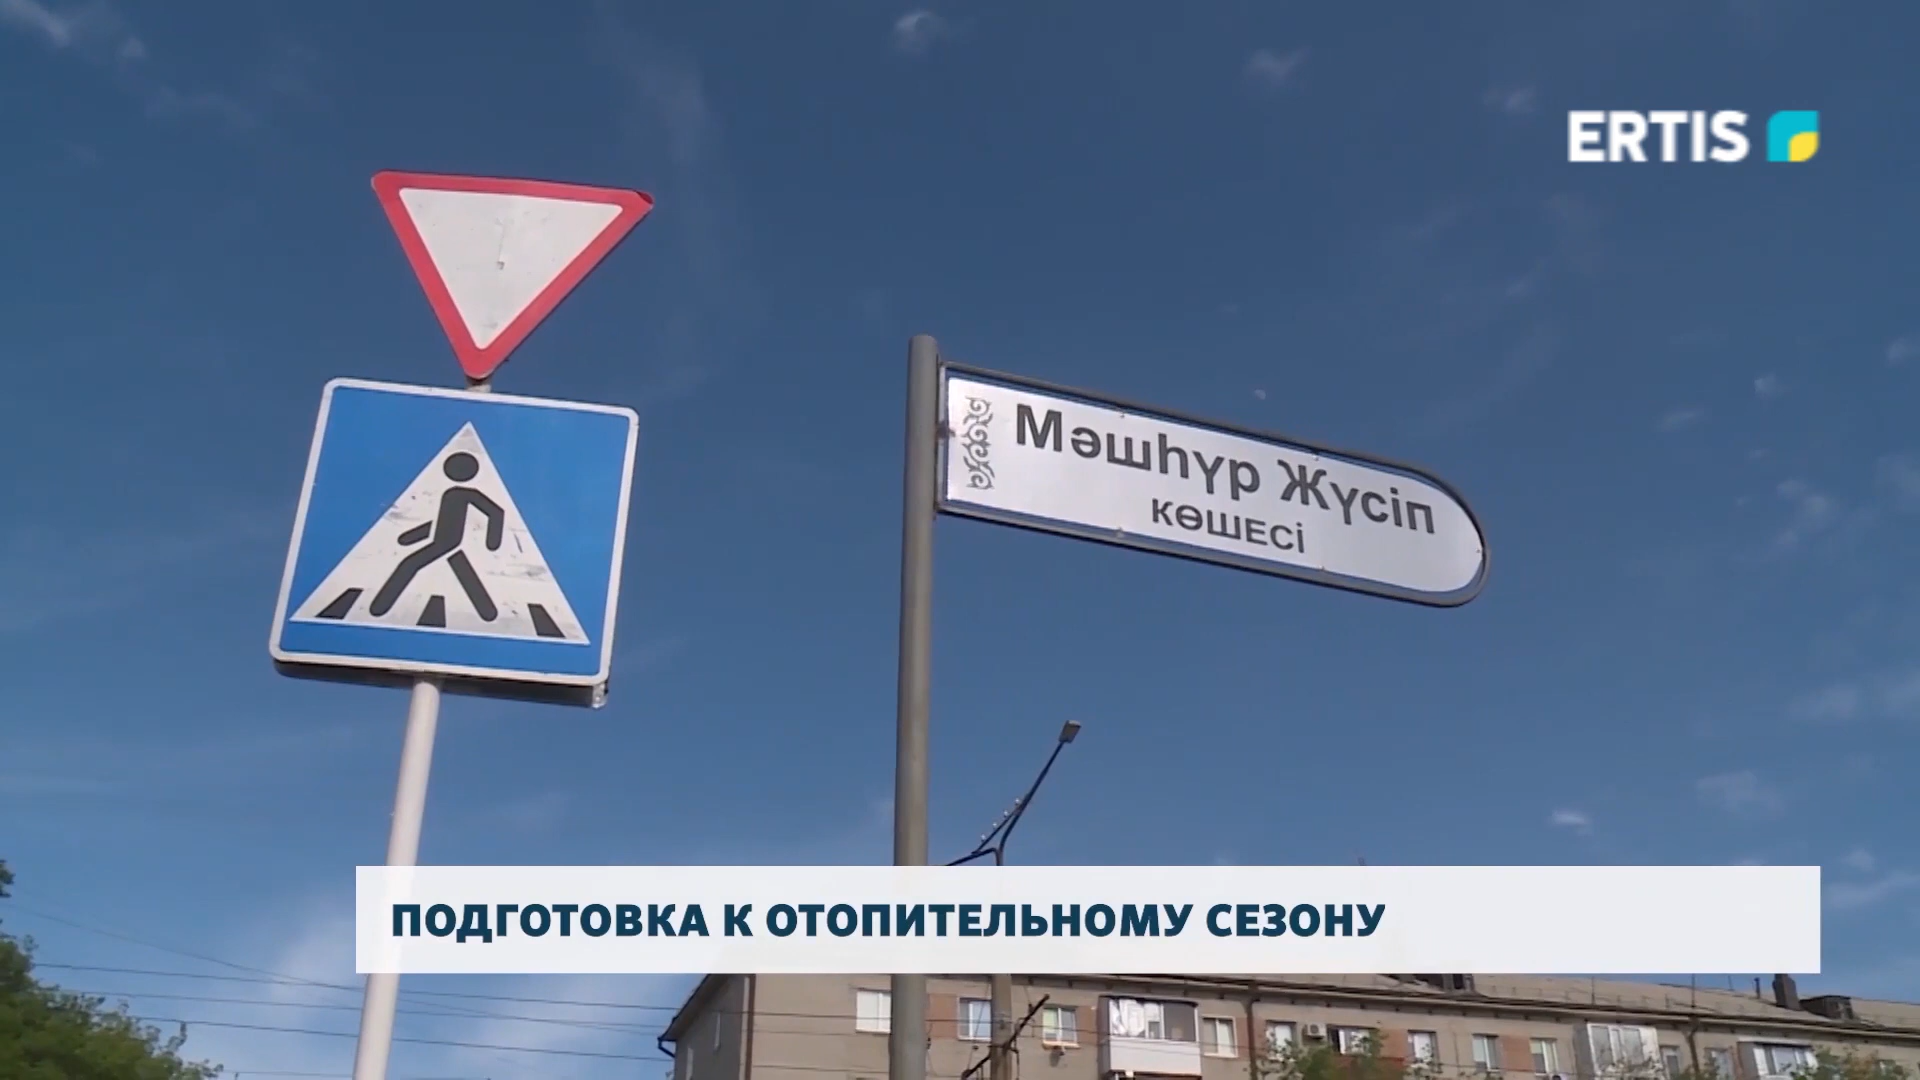 ERTIS
Мәшһүр Жүсіп
көшесі
ПОДГОТОВКА К ОТОПИТЕЛЬНОМУ СЕЗОНУ